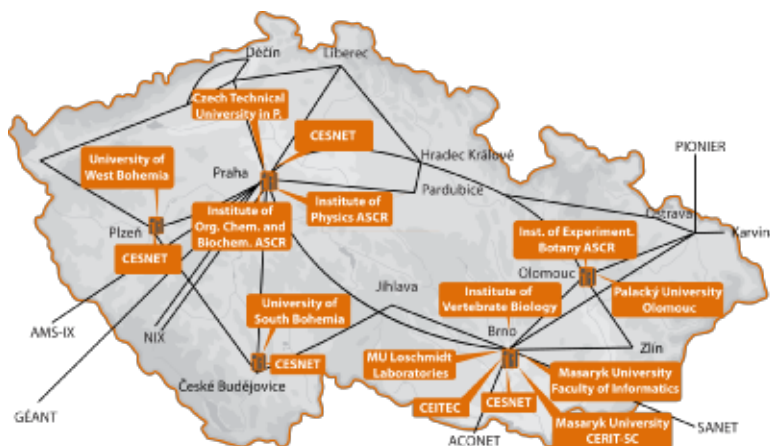 Děčín
Liberec
Czech Technical
University in P.
CESNET
PIONIER
University of
West Bohemia
Praha
Hradec Králové
Pardubice
Institute of
Physics ASCR
Institute of
Org. Chem. and
Biochem. ASCR
Ostrava
Karvin
Plzeň
CESNET
Inst. of Experiment.
Botany ASCR
Olomouc
Palacký University
Olomouc
Jihlava
Institute of
Vertebrate Biology
University of
South Bohemia
AMS-IX
NIX
Brno
Zlín
CESNET
České Budějovice
MU Loschmidt
Laboratories
Masaryk University
Faculty of Informatics
CEITEC
CESNET
GÉANT
Masaryk University
CERIT-SC
SANET
ACONET